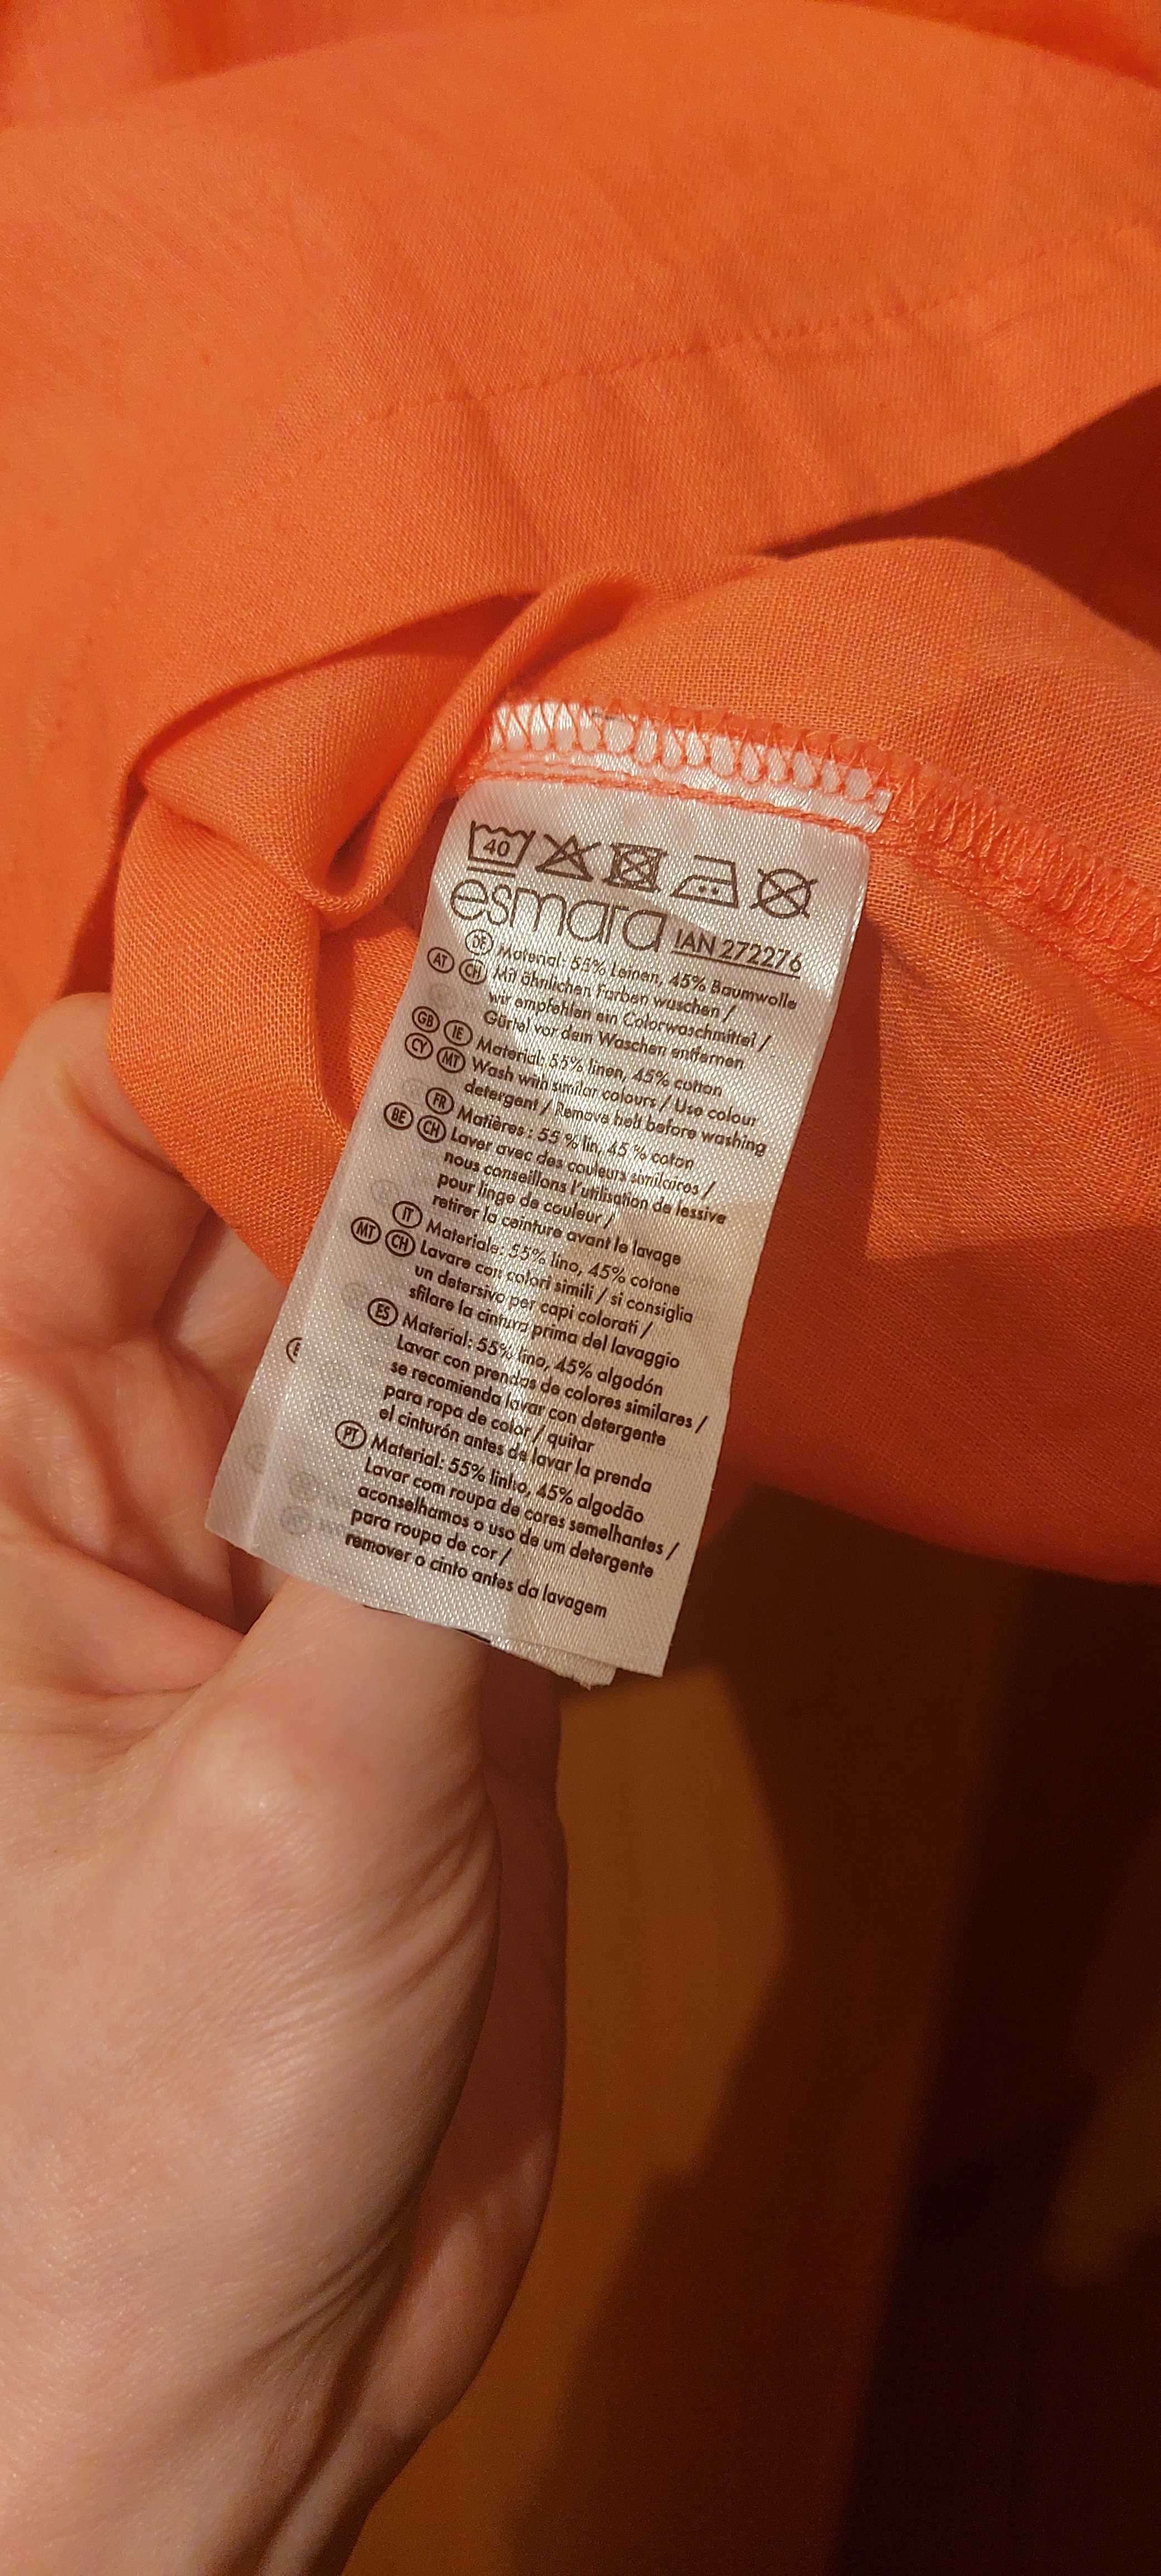 40
esmara IAN 272276
DE Material: 55% Leinen, 45% Baumwolle
AT CH Mit ähnlichen Farben waschen /
wir empfehlen ein Colorwaschmittel /
Gürtel vor dem Waschen entfernen
GB IE Material: 55% linen, 45% cotton
CY MT Wash with similar colours / Use colour
detergent / Remove belt before washing
FR Matières : 55 % lin, 45 % coton
BE CH Laver avec des couleurs similaires /
nous conseillons l'utilisation de lessive
pour linge de couleur /
retirer la ceinture avant le lavage
IT Materiale: 55% lino, 45% cotone
MT CH Lavare con colori simili / si consiglia
un detersivo per capi colorati /
sfilare la cintura prima del lavaggio
ES Material: 55% lino, 45% algodón
Lavar con prendas de colores similares /
se recomienda lavar con detergente
para ropa de color / quitar
el cinturón antes de lavar la prenda
PT Material: 55% linho, 45% algodão
Lavar com roupa de cores semelhantes /
aconselhamos o uso de um detergente
para roupa de cor /
remover o cinto antes da lavagem